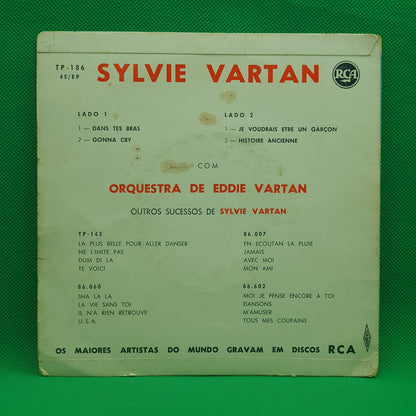 TP-186
45/EP
SYLVIE VARTAN
RCA
LADO 1
1 — DANS TES BRAS
2 — GONNA CRY
LADO 2
1 — JE VOUDRAIS ETRE UN GARÇON
2 — HISTOIRE ANCIENNE
COM
ORQUESTRA DE EDDIE VARTAN
OUTROS SUCESSOS DE SYLVIE VARTAN
TP-143
LA PLUS BELLE POUR ALLER DANSER
NE L'IMITE PAS
DUM DI LA
TE VOICI
86.007
EN ECOUTAN LA PLUIE
JAMAIS
AVEC MOI
MON AMI
86.060
SHA LA LA
LA VIE SANS TOI
IL N'A RIEN RETROUVE
U.S.A.
86.602
MOI JE PENSE ENCORE A TOI
DANSONS
M'AMUSER
TOUS MES COUPAINS
OS MAIORES ARTISTAS DO MUNDO GRAVAM EM DISCOS RCA